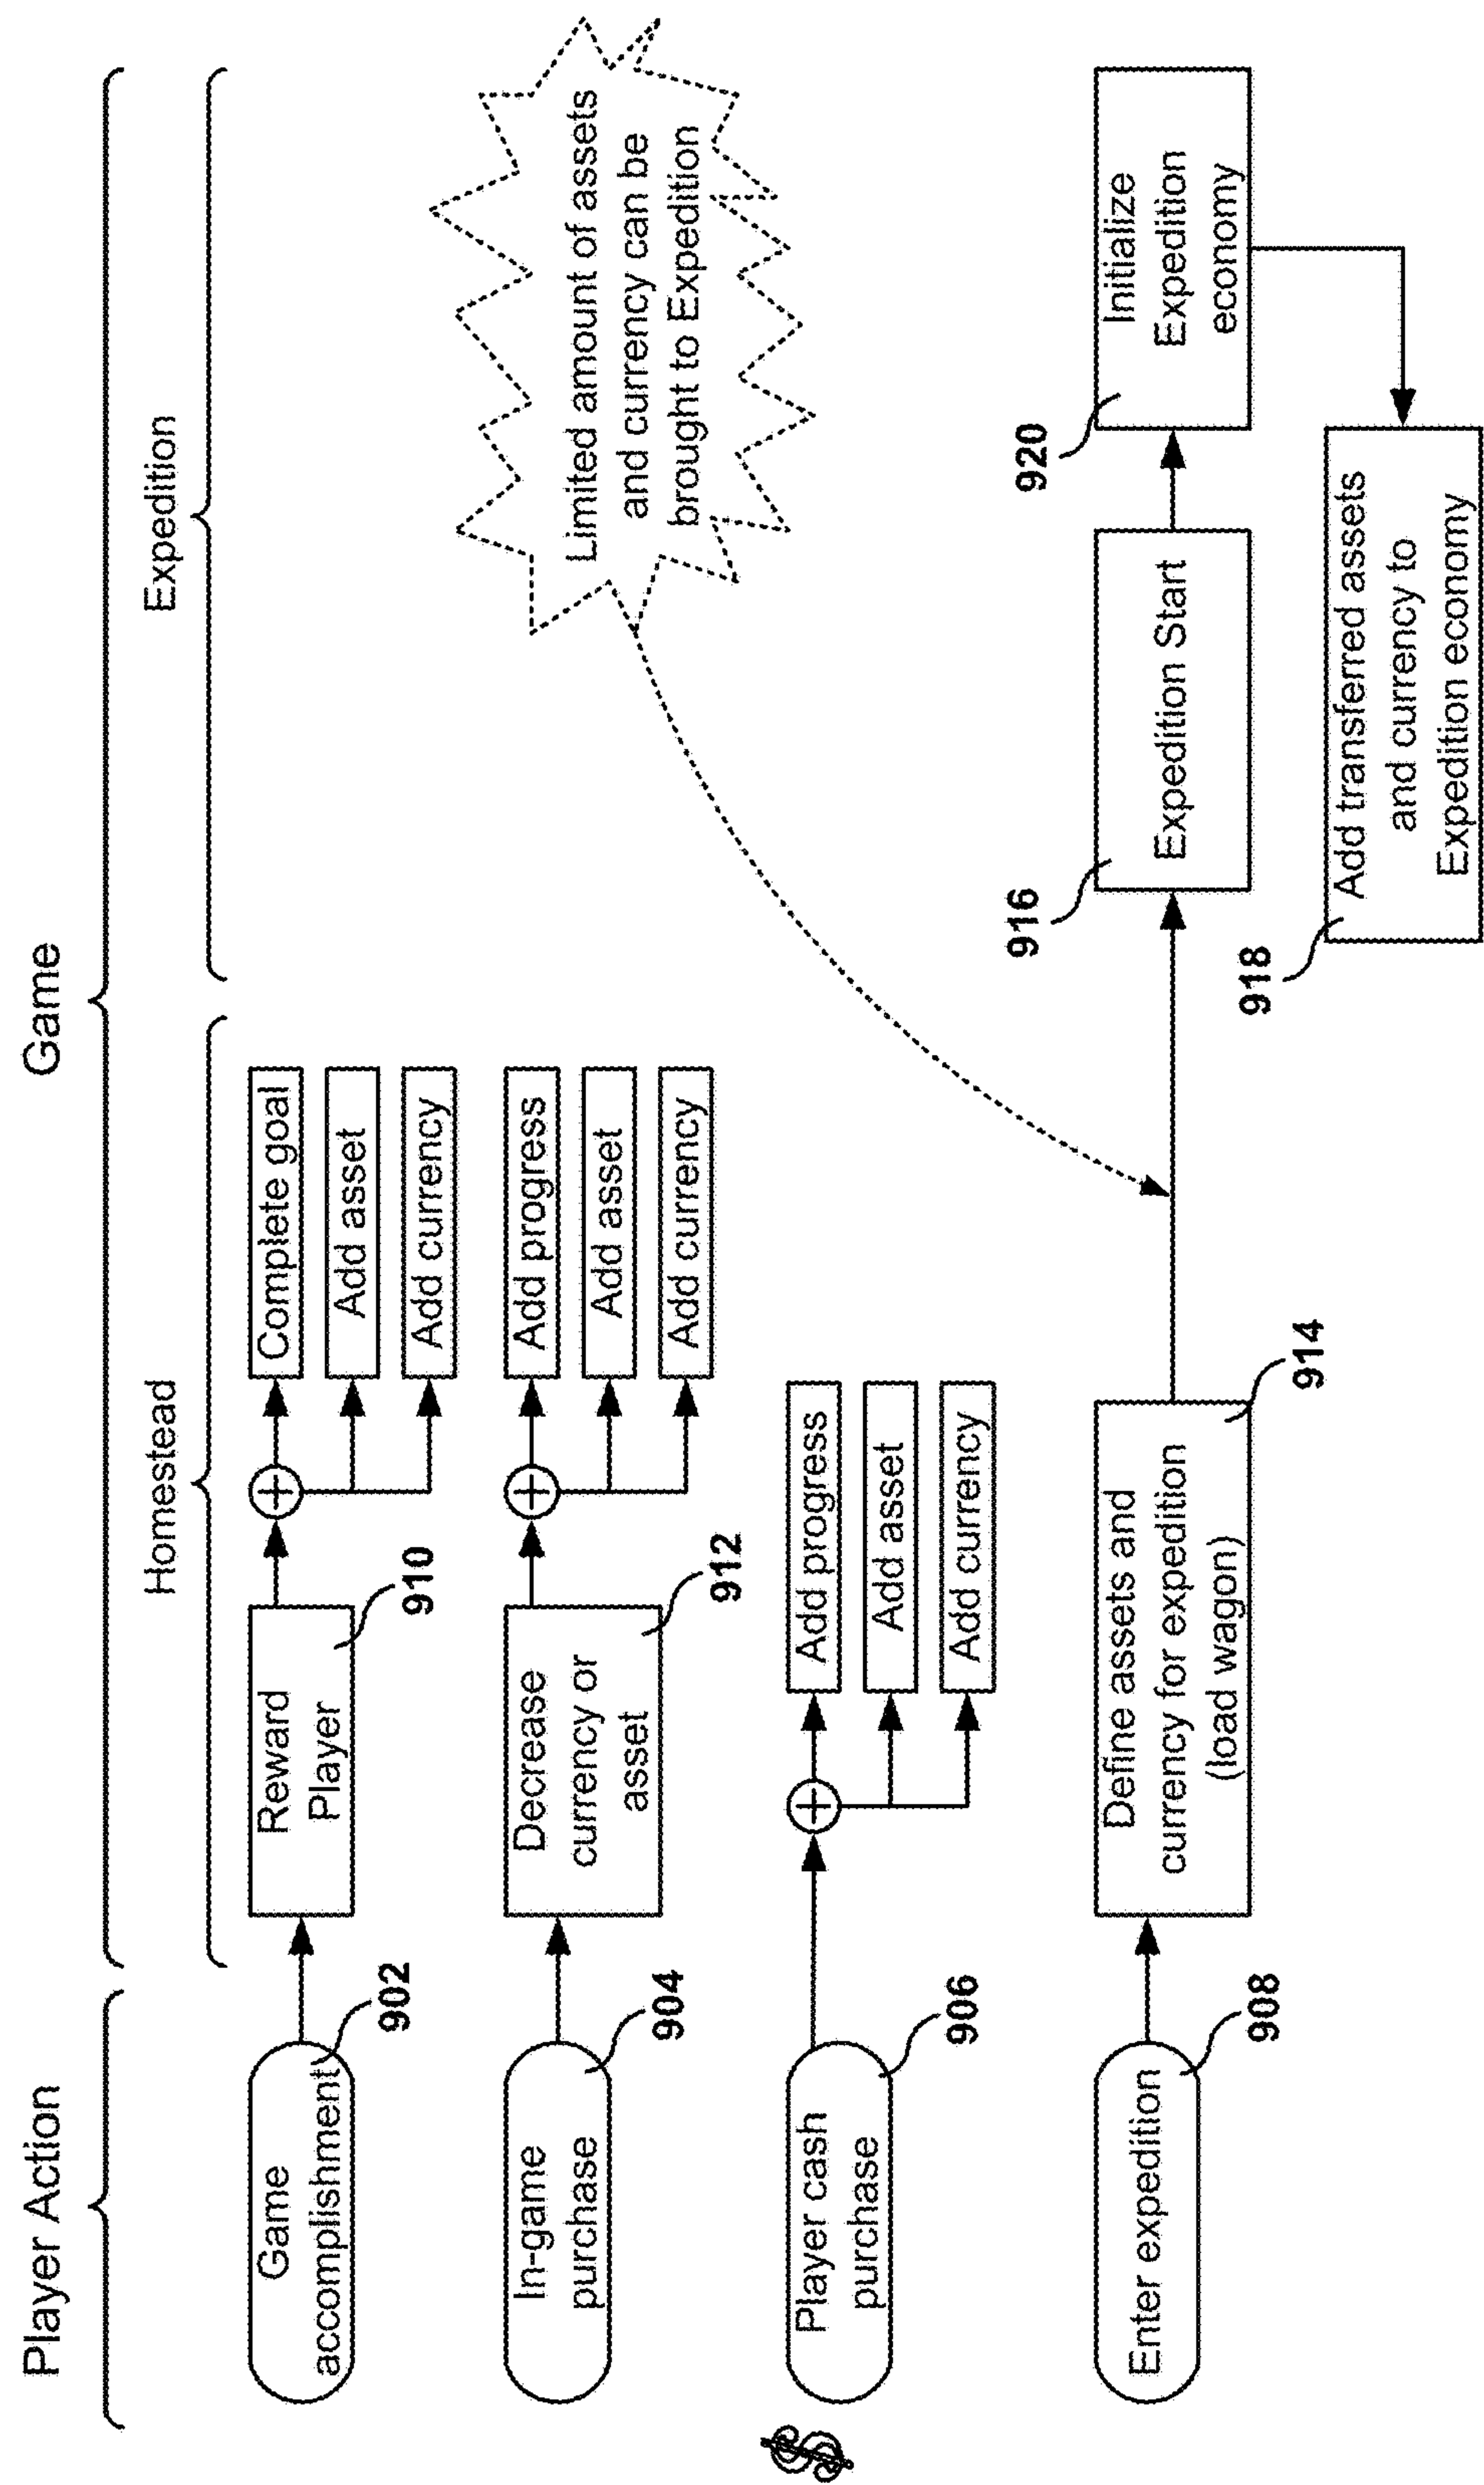 Player Action
Game
Homestead
Expedition
Game
accomplishment
902
Reward
Player
910
Complete goal
Add asset
Add currency
In-game
purchase
904
Decrease
currency or
asset
912
Add progress
Add asset
Add currency
Limited amount of assets
and currency can be
brought to Expedition
$
Player cash
purchase
906
Add progress
Add asset
Add currency
Enter expedition
908
Define assets and
currency for expedition
(load wagon)
914
916
Expedition Start
920
Initialize
Expedition
economy
918
Add transferred assets
and currency to
Expedition economy